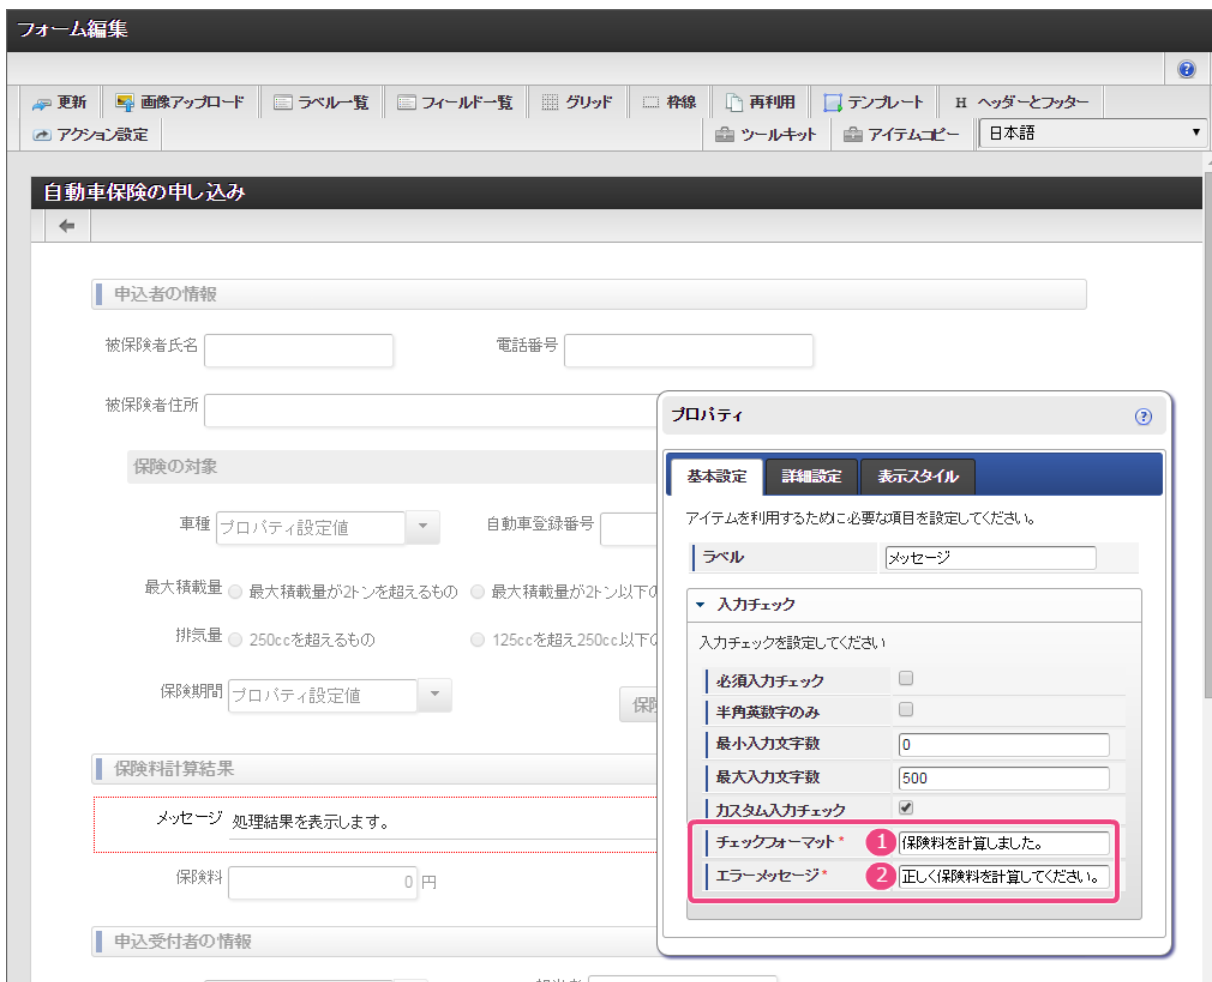 フォーム編集
更新 画像アップロード ラベル一覧 フィールド一覧 グリッド 枠線 再利用 テンプレート H ヘッダーとフッター
アクション設定 ツールキット アイテムコピー 日本語
自動車保険の申し込み
申込者の情報
被保険者氏名 電話番号
被保険者住所
保険の対象
車種 プロパティ設定値 自動車登録番号
最大積載量 最大積載量が2トンを超えるもの 最大積載量が2トン以下の
排気量 250ccを超えるもの 125ccを超え250cc以下の
保険期間 プロパティ設定値
保険料計算結果
メッセージ 処理結果を表示します。
保険料 0 円
申込受付者の情報
プロパティ
基本設定 詳細設定 表示スタイル
アイテムを利用するために必要な項目を設定してください。
ラベル メッセージ
入力チェック
入力チェックを設定してください
必須入力チェック
半角英数字のみ
最小入力文字数 0
最大入力文字数 500
カスタム入力チェック
チェックフォーマット* 1 保険料を計算しました。
エラーメッセージ* 2 正しく保険料を計算してください。